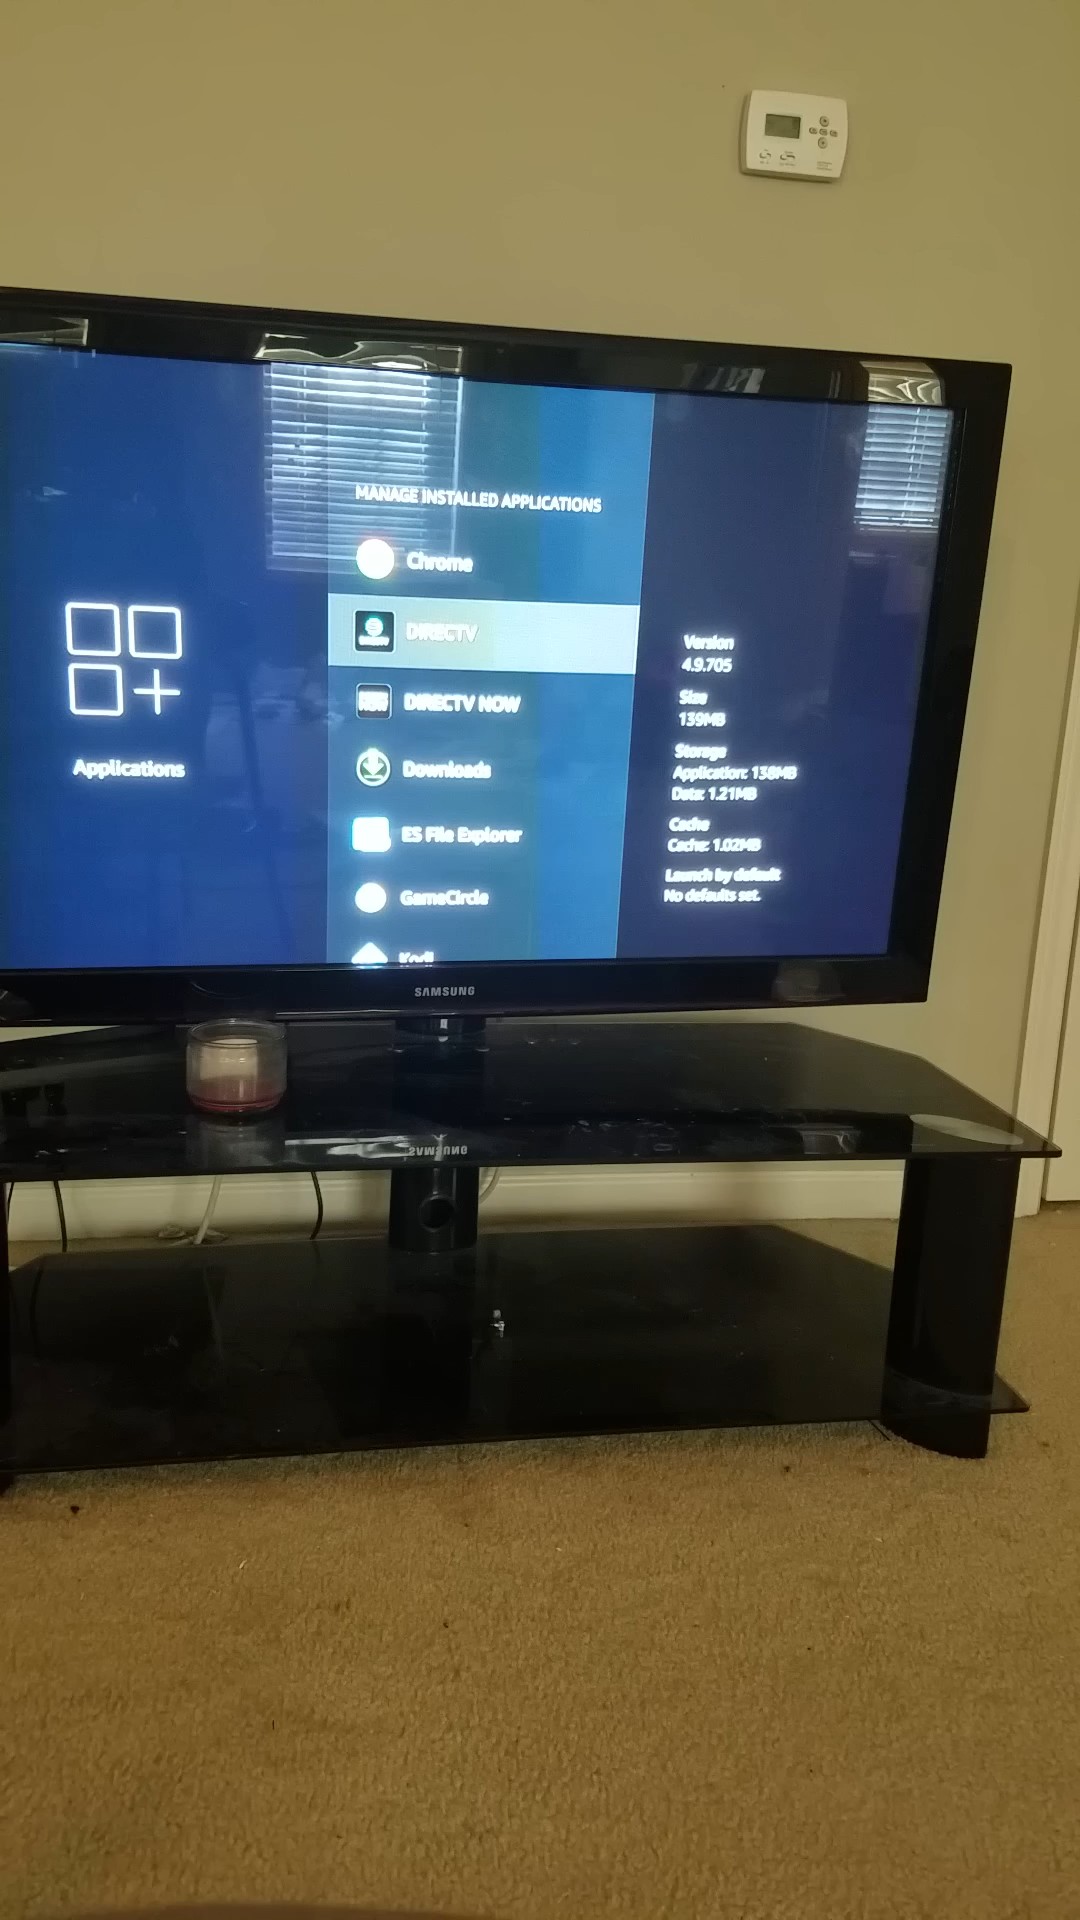 MANAGE INSTALLED APPLICATIONS
Chrome
DIRECTV
DIRECTV NOW
Downloads
ES File Explorer
GameCircle
Kodi
Applications
Version
4.9.705
Size
139MB
Storage
Application: 138MB
Data: 1.21MB
Cache
Cache: 1.02MB
Launch by default
No defaults set.
SAMSUNG